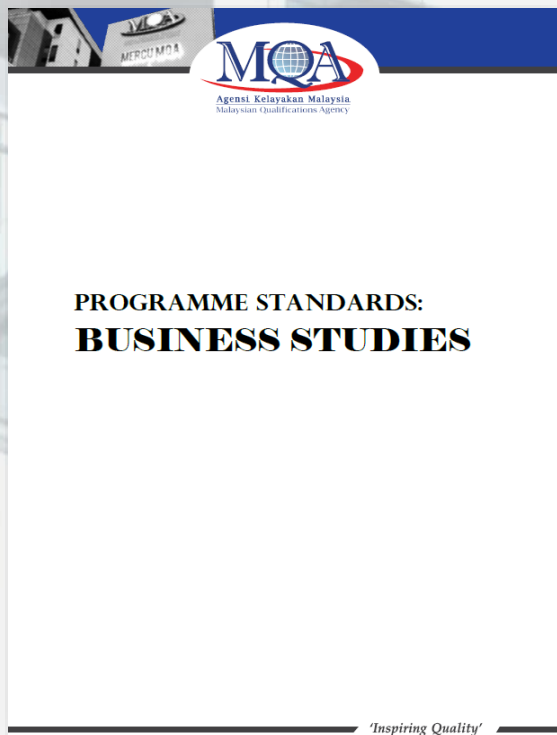 MQA
MERCU MQA
MQA
Agensi Kelayakan Malaysia
Malaysian Qualifications Agency
PROGRAMME STANDARDS:
BUSINESS STUDIES
'Inspiring Quality'